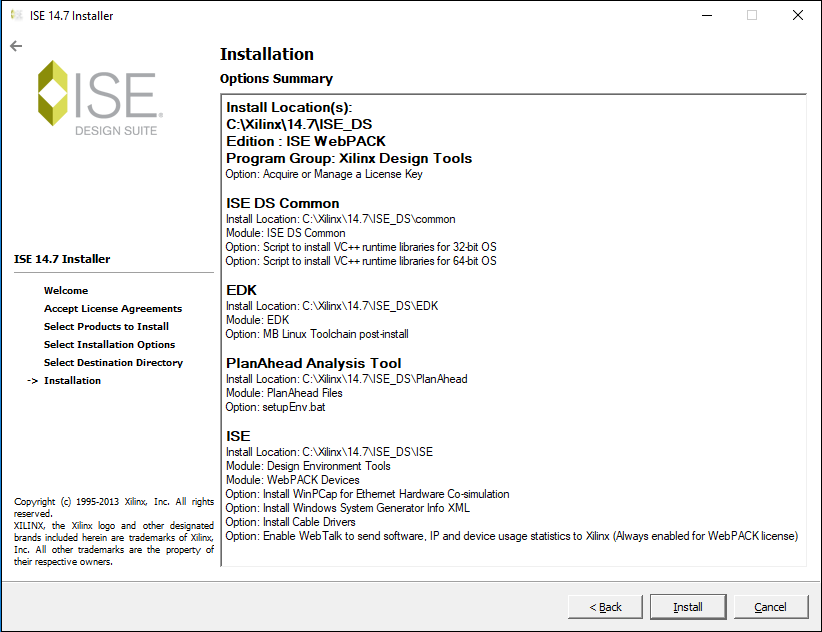 ISE 14.7 Installer
ISE
DESIGN SUITE
ISE 14.7 Installer
Welcome
Accept License Agreements
Select Products to Install
Select Installation Options
Select Destination Directory
-> Installation
Copyright (c) 1995-2013 Xilinx, Inc. All rights
reserved.
XILINX, the Xilinx logo and other designated
brands included herein are trademarks of Xilinx,
Inc. All other trademarks are the property of
their respective owners.
Installation
Options Summary
Install Location(s):
C:\Xilinx\14.7\ISE_DS
Edition : ISE WebPACK
Program Group: Xilinx Design Tools
Option: Acquire or Manage a License Key
ISE DS Common
Install Location: C:\Xilinx\14.7\ISE_DS\common
Module: ISE DS Common
Option: Script to install VC++ runtime libraries for 32-bit OS
Option: Script to install VC++ runtime libraries for 64-bit OS
EDK
Install Location: C:\Xilinx\14.7\ISE_DS\EDK
Module: EDK
Option: MB Linux Toolchain post-install
PlanAhead Analysis Tool
Install Location: C:\Xilinx\14.7\ISE_DS\PlanAhead
Module: PlanAhead Files
Option: setupEnv.bat
ISE
Install Location: C:\Xilinx\14.7\ISE_DS\ISE
Module: Design Environment Tools
Module: WebPACK Devices
Option: Install WinPCap for Ethernet Hardware Co-simulation
Option: Install Windows System Generator Info XML
Option: Install Cable Drivers
Option: Enable WebTalk to send software, IP and device usage statistics to Xilinx (Always enabled for WebPACK license)
< Back
Install
Cancel